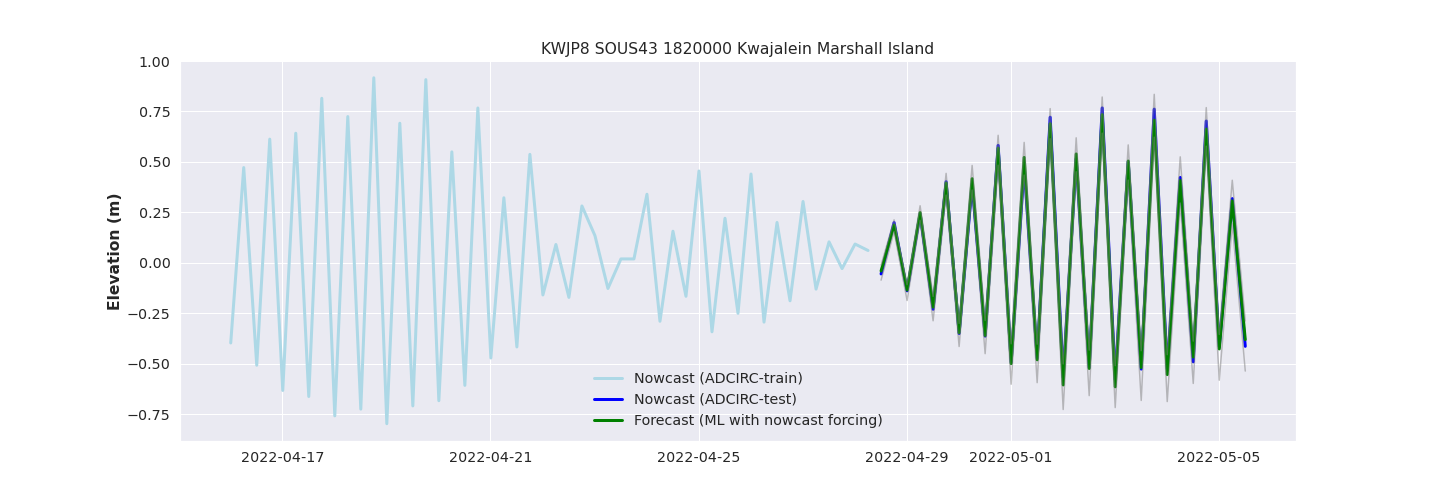 KWJP8 SOUS43 1820000 Kwajalein Marshall Island
1.00
0.75
0.50
0.25
0.00
−0.25
−0.50
−0.75
Elevation (m)
Nowcast (ADCIRC-train)
Nowcast (ADCIRC-test)
Forecast (ML with nowcast forcing)
2022-04-17 2022-04-21 2022-04-25 2022-04-29 2022-05-01 2022-05-05